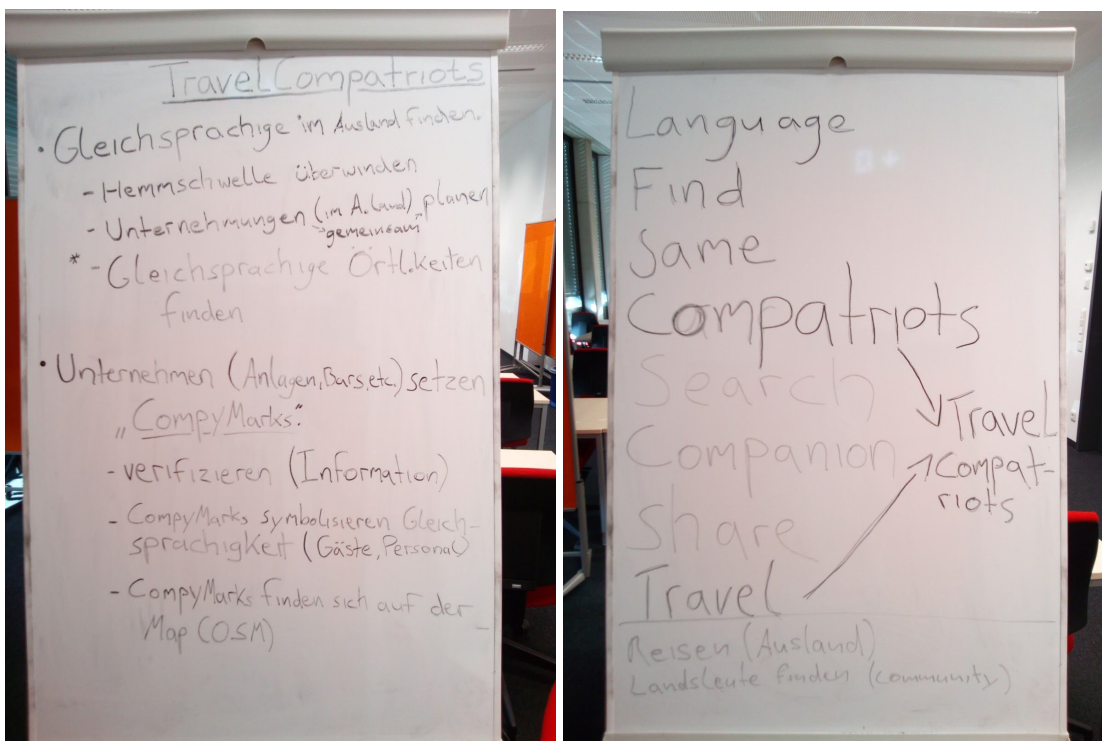 TravelCompatriots
• Gleichsprachige im Ausland finden.
- Hemmschwelle überwinden
- Unternehmungen (im A.land) planen
"gemeinsam"
* - Gleichsprachige Örtl.keiten
finden
• Unternehmen (Anlagen, Bars, etc.) setzen
„CompyMarks."
- verifizieren (Information)
- CompyMarks symbolisieren Gleich-
sprachigkeit (Gäste, Personal)
- CompyMarks finden sich auf der
Map (OSM)
Language
Find
Same
Compatriots
Search
Companion
Share
Travel
Travel
Compat-
riots
Reisen (Ausland)
Landsleute finden (community)